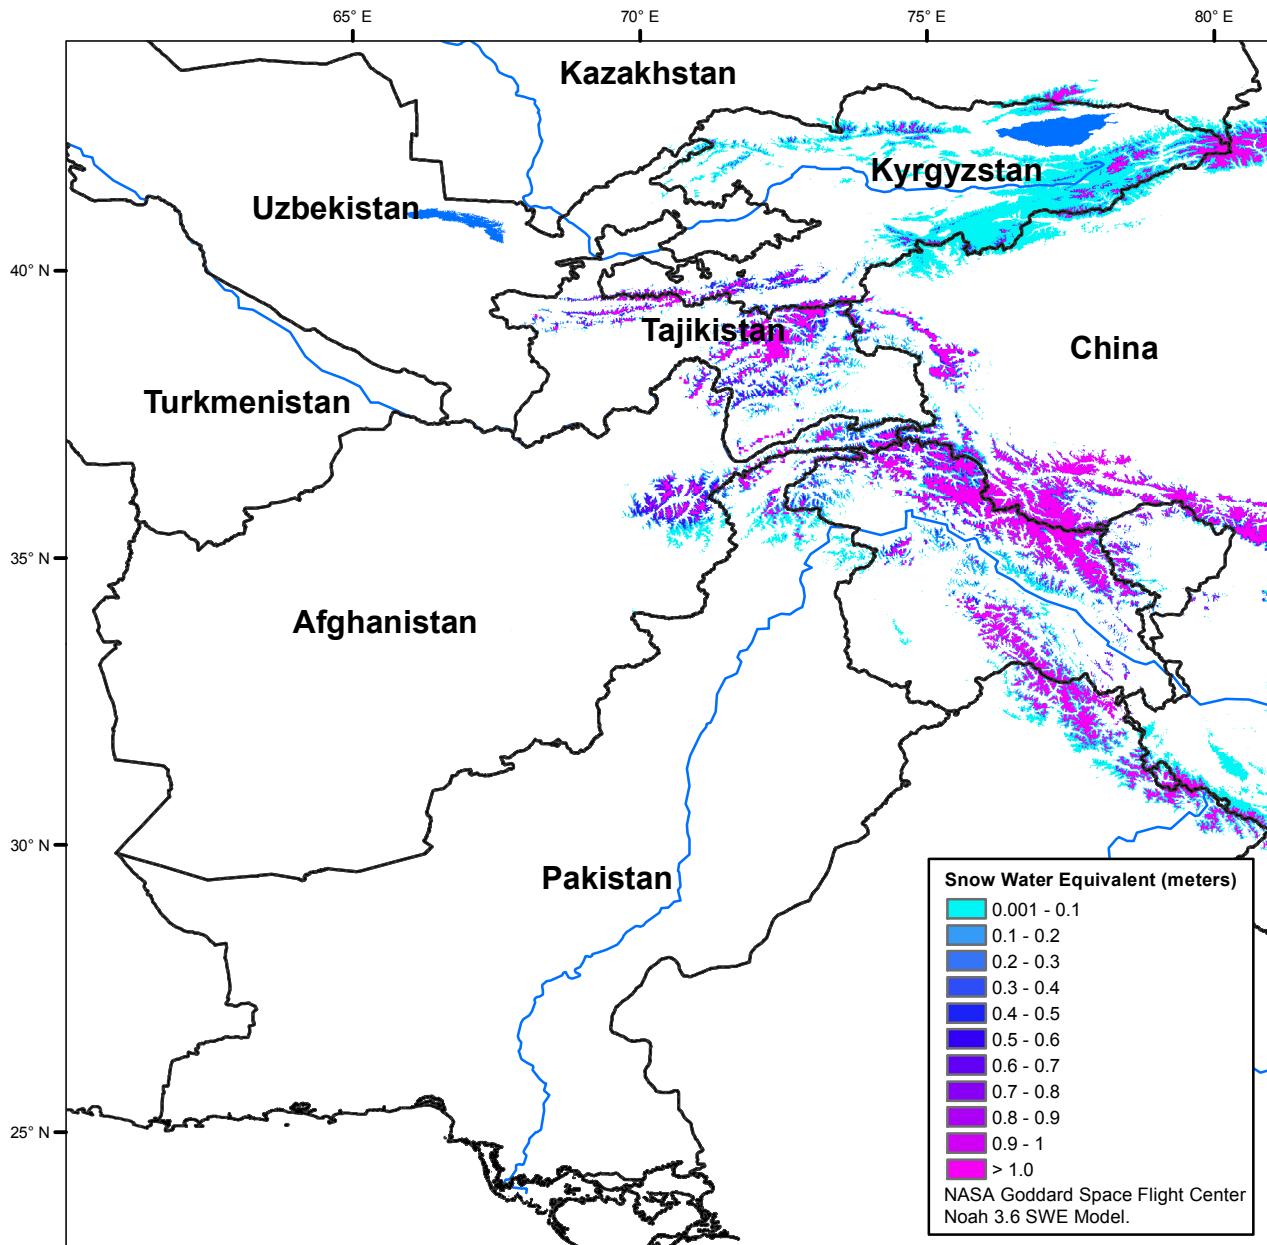 65° E
70° E
75° E
80° E
Kazakhstan
Kyrgyzstan
Uzbekistan
40° N
Tajikistan
China
Turkmenistan
35° N
Afghanistan
30° N
Pakistan
25° N
Snow Water Equivalent (meters)
0.001 - 0.1
0.1 - 0.2
0.2 - 0.3
0.3 - 0.4
0.4 - 0.5
0.5 - 0.6
0.6 - 0.7
0.7 - 0.8
0.8 - 0.9
0.9 - 1
> 1.0
NASA Goddard Space Flight Center
Noah 3.6 SWE Model.